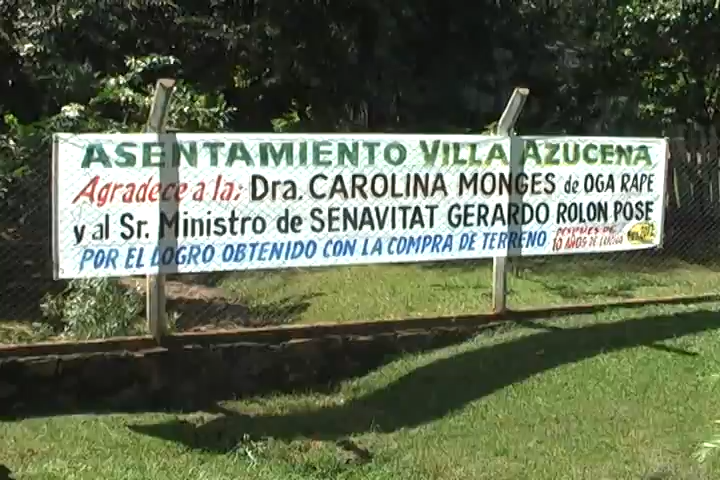 ASENTAMIENTO VILLA AZUCENA
Agradece a la: Dra. CAROLINA MONGES de OGA RAPE
y al Sr. Ministro de SENAVITAT GERARDO ROLON POSE
POR EL LOGRO OBTENIDO CON LA COMPRA DE TERRENO
DESPUES DE
10 AÑOS DE